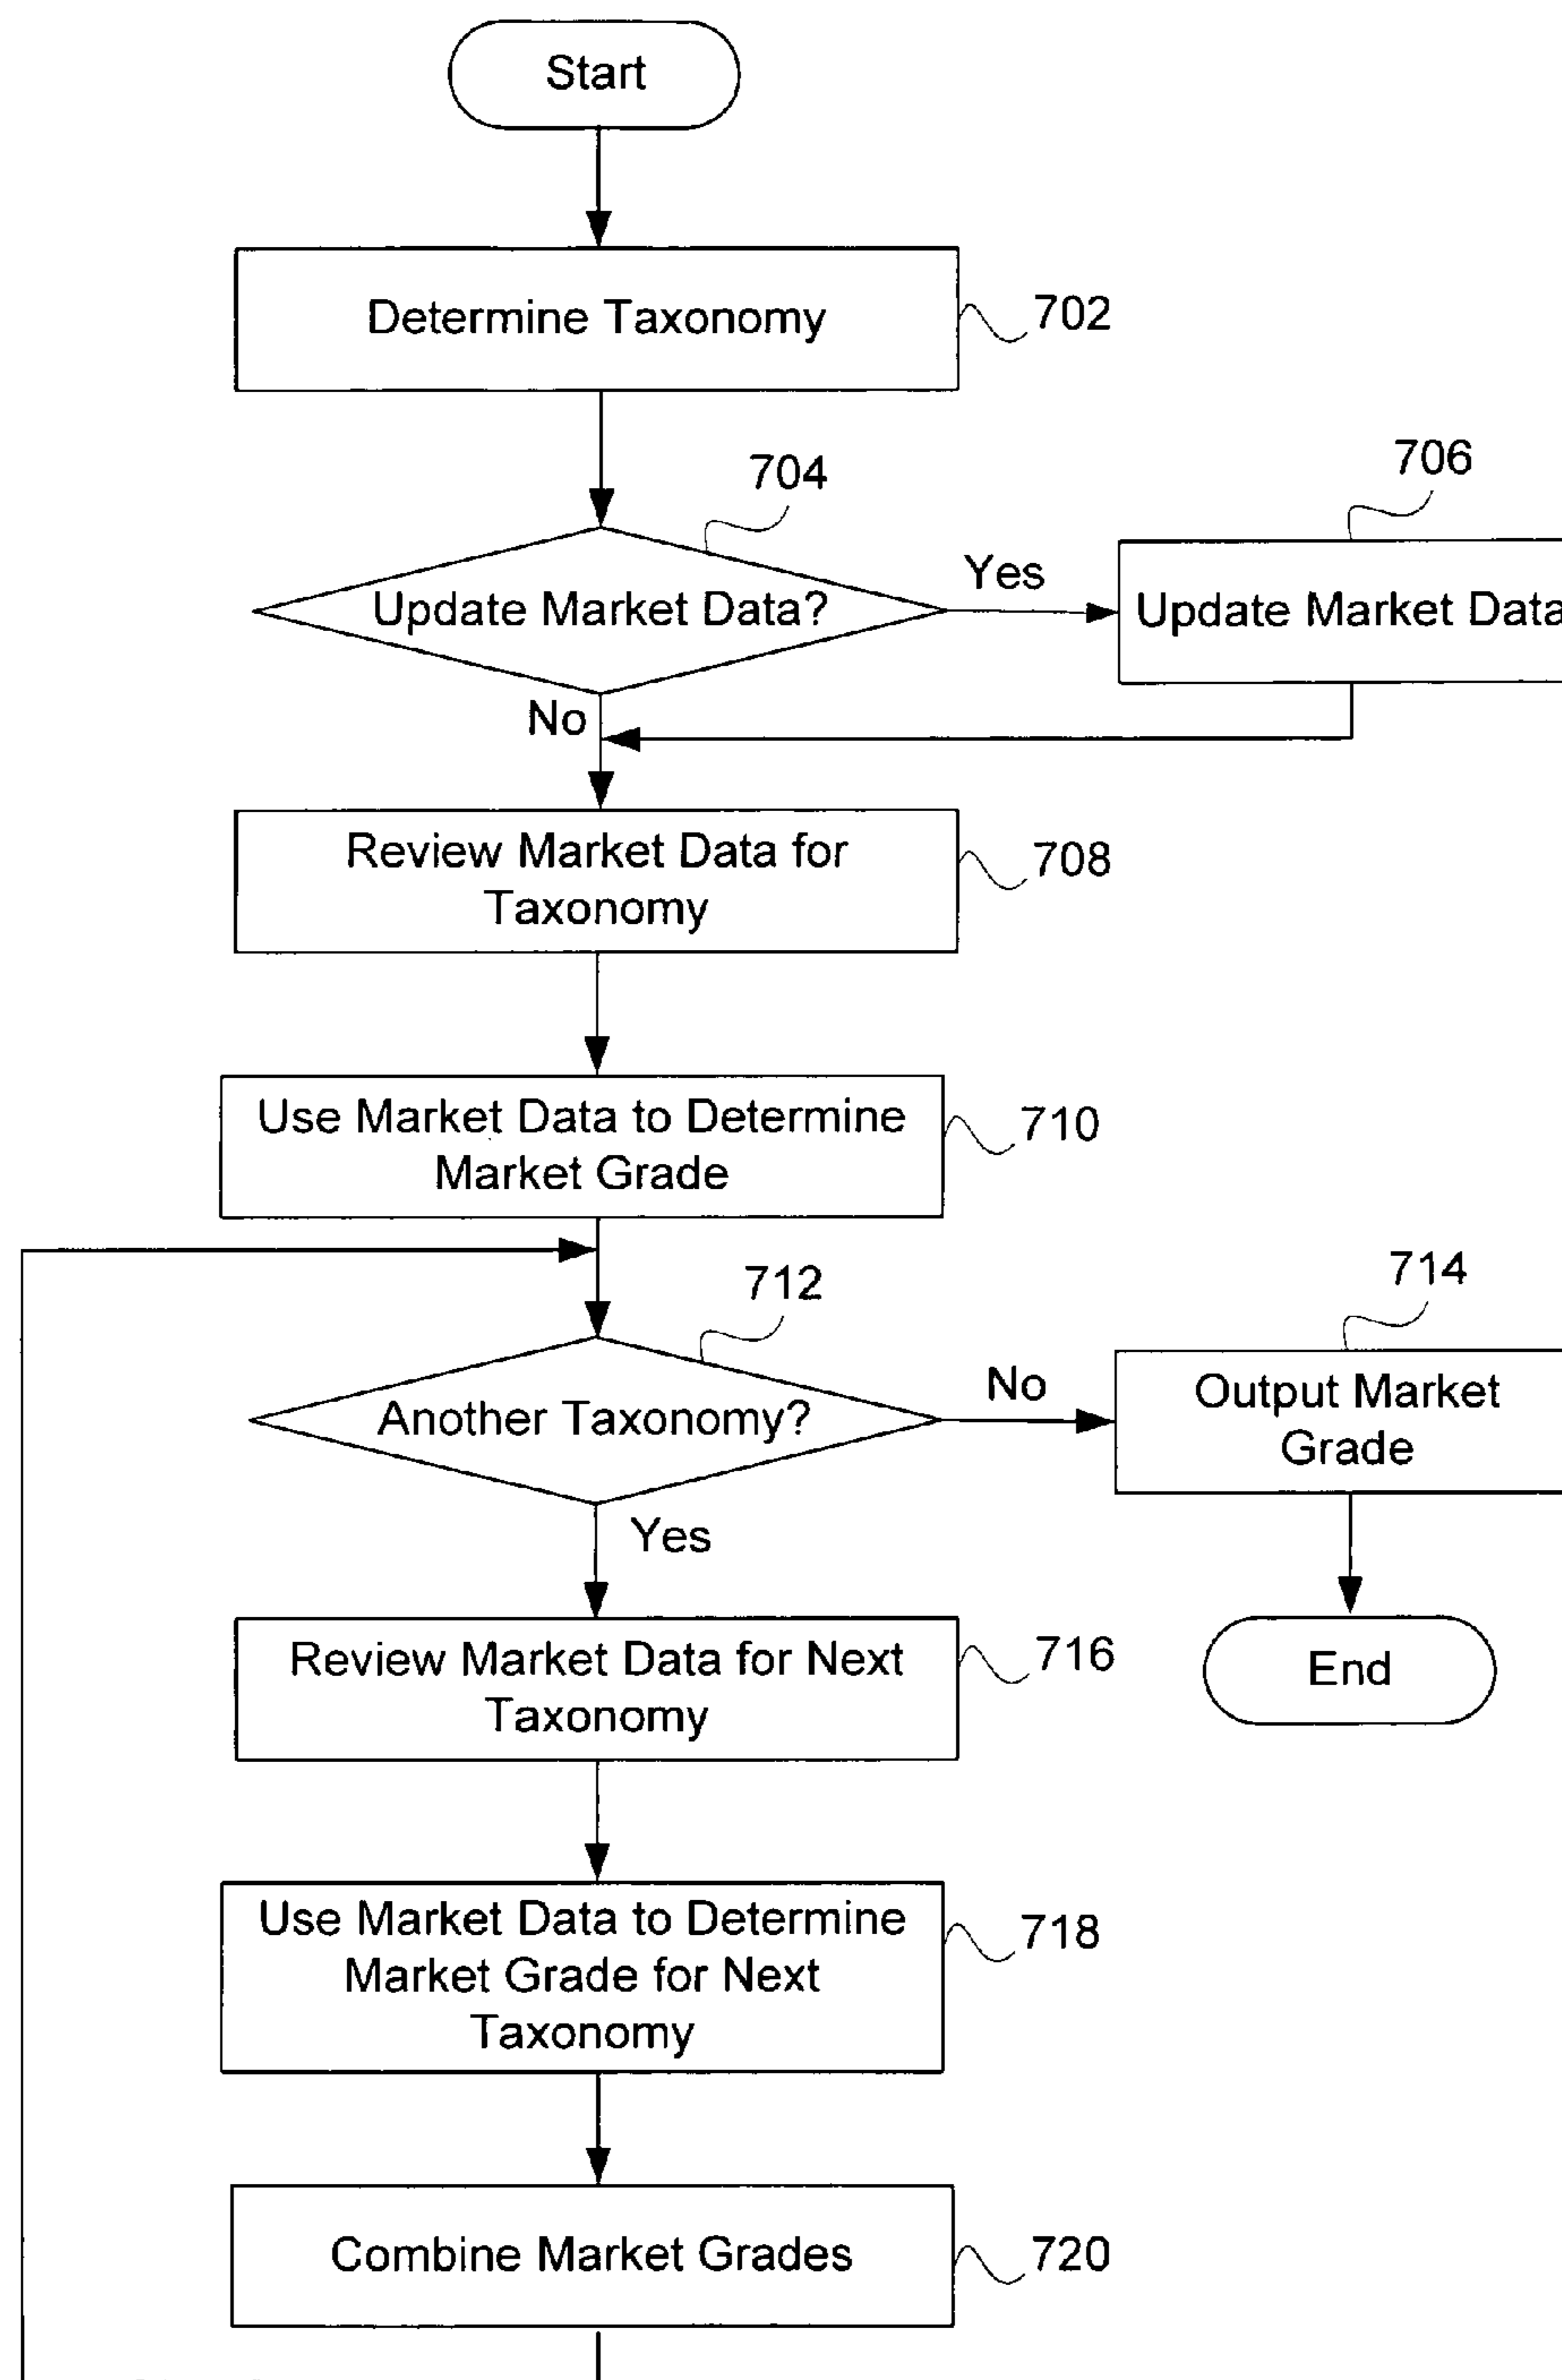 Start
Determine Taxonomy
702
704
706
Update Market Data?
Yes
Update Market Data
No
Review Market Data for
Taxonomy
708
Use Market Data to Determine
Market Grade
710
712
714
Another Taxonomy?
No
Output Market
Grade
Yes
Review Market Data for Next
Taxonomy
716
End
Use Market Data to Determine
Market Grade for Next
Taxonomy
718
Combine Market Grades
720